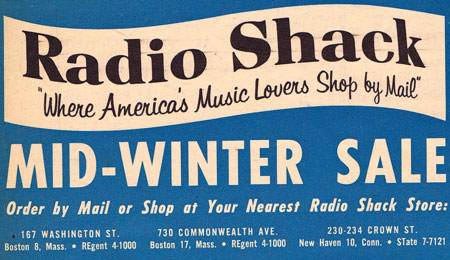 Radio Shack
"Where America's Music Lovers Shop by Mail"
MID-WINTER SALE
Order by Mail or Shop at Your Nearest Radio Shack Store:
167 WASHINGTON ST. 730 COMMONWEALTH AVE. 230-234 CROWN ST.
Boston 8, Mass. • REgent 4-1000 Boston 17, Mass. • REgent 4-1000 New Haven 10, Conn. • STate 7-7121